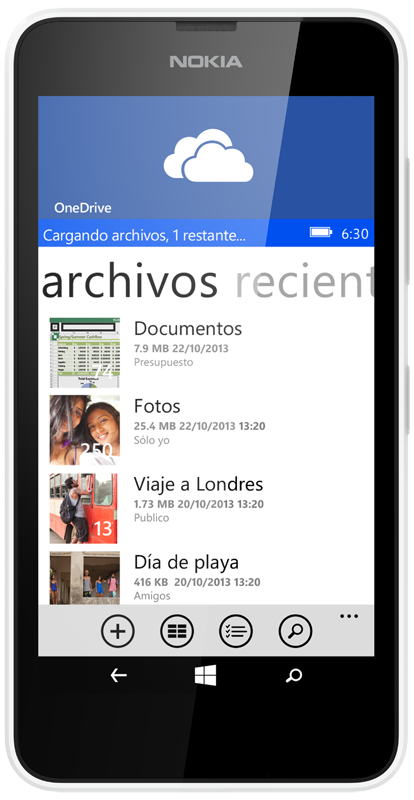 NOKIA
OneDrive
Cargando archivos, 1 restante...
6:30
archivos recient
Documentos
7.9 MB 22/10/2013
Presupuesto
74
Fotos
25.4 MB 22/10/2013 13:20
Sólo yo
250
Viaje a Londres
1.73 MB 20/10/2013 13:20
Publico
13
Día de playa
416 KB 20/10/2013 13:20
Amigos